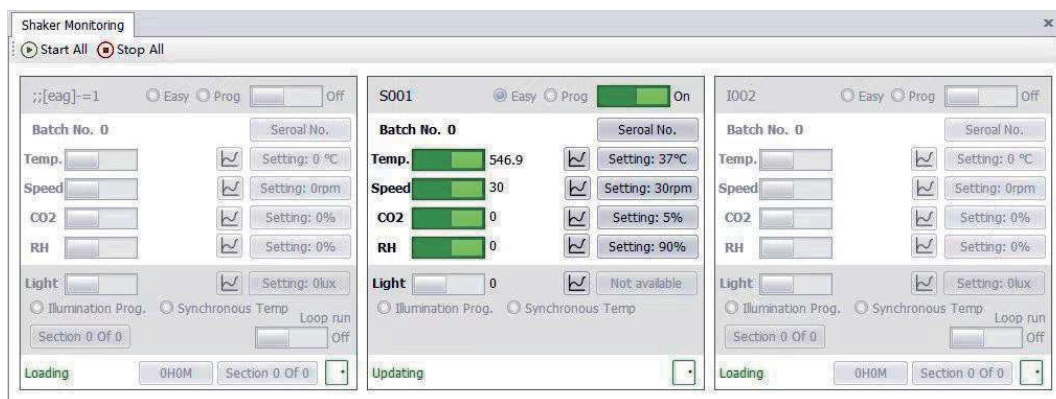 Shaker Monitoring
Start All Stop All
;;[eag]-=1 Easy Prog Off
Batch No. 0 Seroal No.
Temp. Setting: 0 ℃
Speed Setting: 0rpm
CO2 Setting: 0%
RH Setting: 0%
Light Setting: 0lux
Illumination Prog. Synchronous Temp
Loop run
Section 0 Of 0 Off
Loading 0H0M Section 0 Of 0
S001 Easy Prog On
Batch No. 0 Seroal No.
Temp. 546.9 Setting: 37℃
Speed 30 Setting: 30rpm
CO2 0 Setting: 5%
RH 0 Setting: 90%
Light 0 Not available
Illumination Prog. Synchronous Temp
Updating
I002 Easy Prog Off
Batch No. 0 Seroal No.
Temp. Setting: 0 ℃
Speed Setting: 0rpm
CO2 Setting: 0%
RH Setting: 0%
Light Setting: 0lux
Illumination Prog. Synchronous Temp
Loop run
Section 0 Of 0 Off
Loading 0H0M Section 0 Of 0